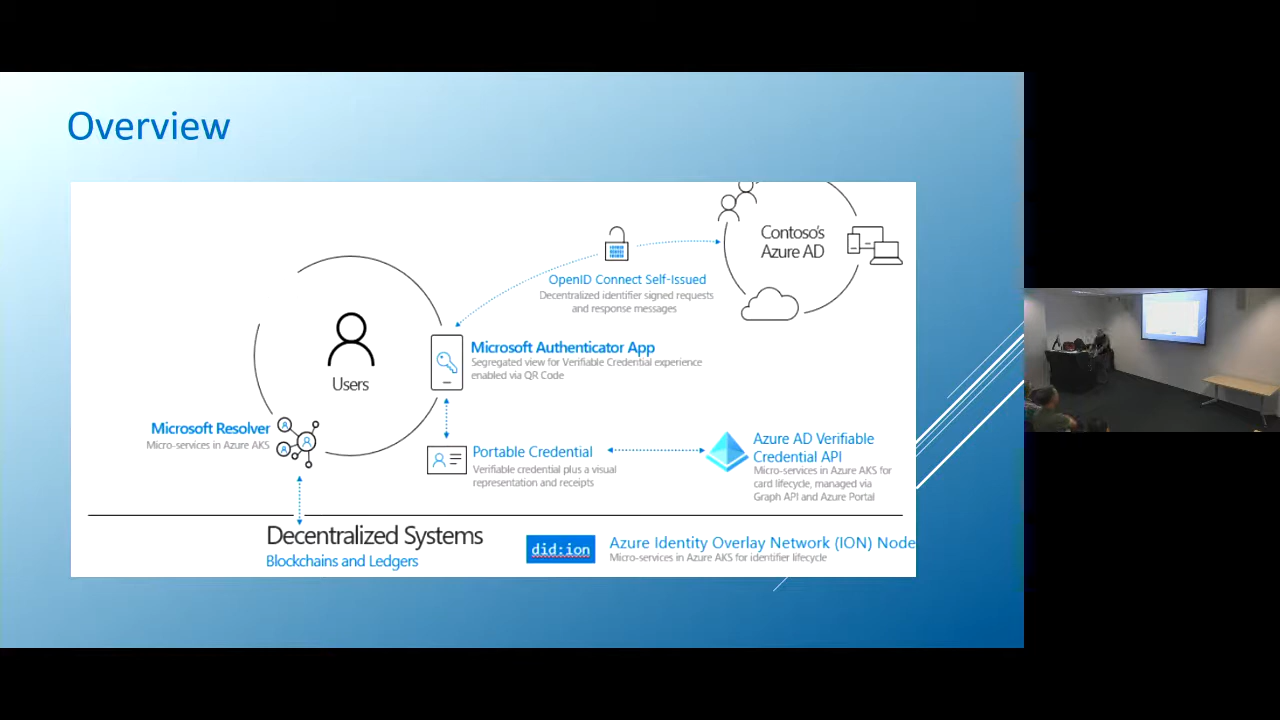 Overview
Contoso's
Azure AD
OpenID Connect Self-Issued
Decentralized identifier signed requests
and response messages
Users
Microsoft Authenticator App
Segregated view for Verifiable Credential experience
enabled via QR Code
Microsoft Resolver
Micro-services in Azure AKS
Portable Credential
Verifiable credential plus a visual
representation and receipts
Azure AD Verifiable
Credential API
Micro-services in Azure AKS for
card lifecycle, managed via
Graph API and Azure Portal
Decentralized Systems
Blockchains and Ledgers
did:ion
Azure Identity Overlay Network (ION) Node
Micro-services in Azure AKS for identifier lifecycle